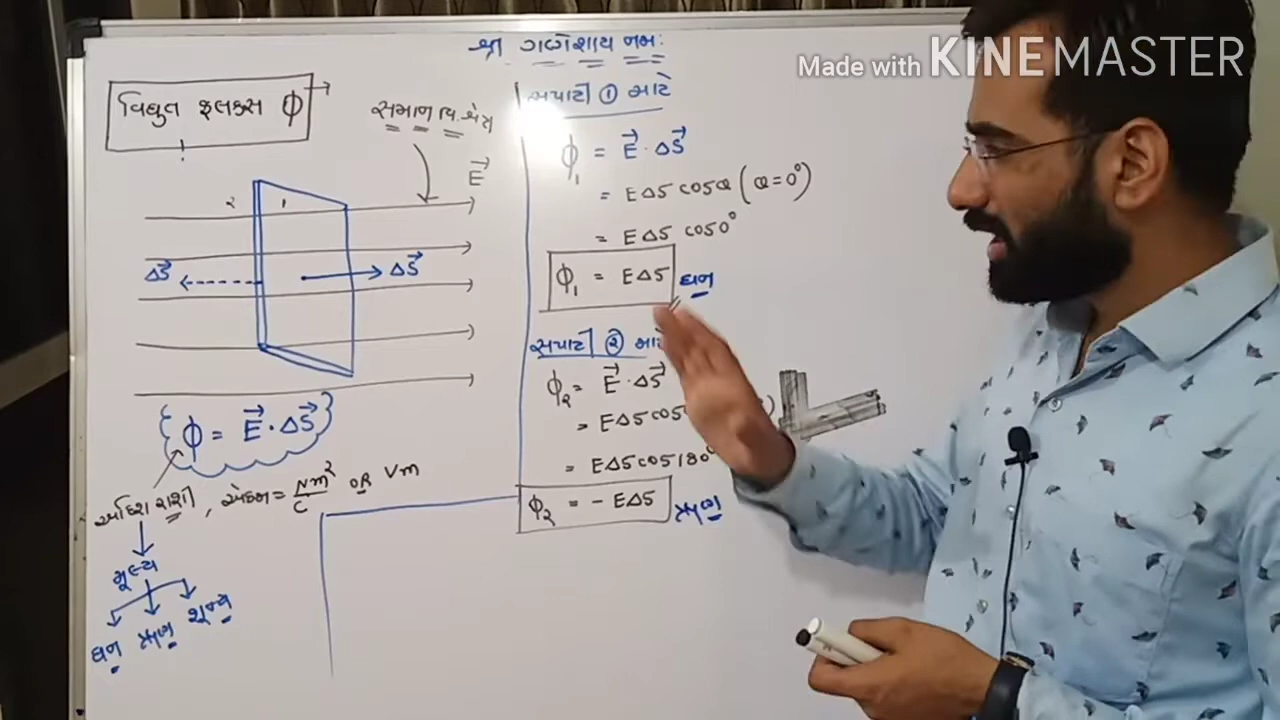 Made with KINEMASTER
શ્રી ગણેશાય નમઃ
વિદ્યુત ફ્લક્સ ϕ
સમાન વિ.ક્ષેત્ર
E⃗
૨ ૧
ΔS⃗
ΔS⃗
ϕ = E⃗ · ΔS⃗
અદિશ રાશી, એકમ = Nm²/C OR Vm
મૂલ્ય
ધન ઋણ શૂન્ય
સપાટી ① માટે
ϕ₁ = E⃗ · ΔS⃗
= EΔS cosθ (θ=0°)
= EΔS cos0°
ϕ₁ = EΔS ધન
સપાટી ② મા
ϕ₂ = E⃗ · ΔS⃗
= EΔS cos
= EΔS cos180°
ϕ₂ = - EΔS ઋણ